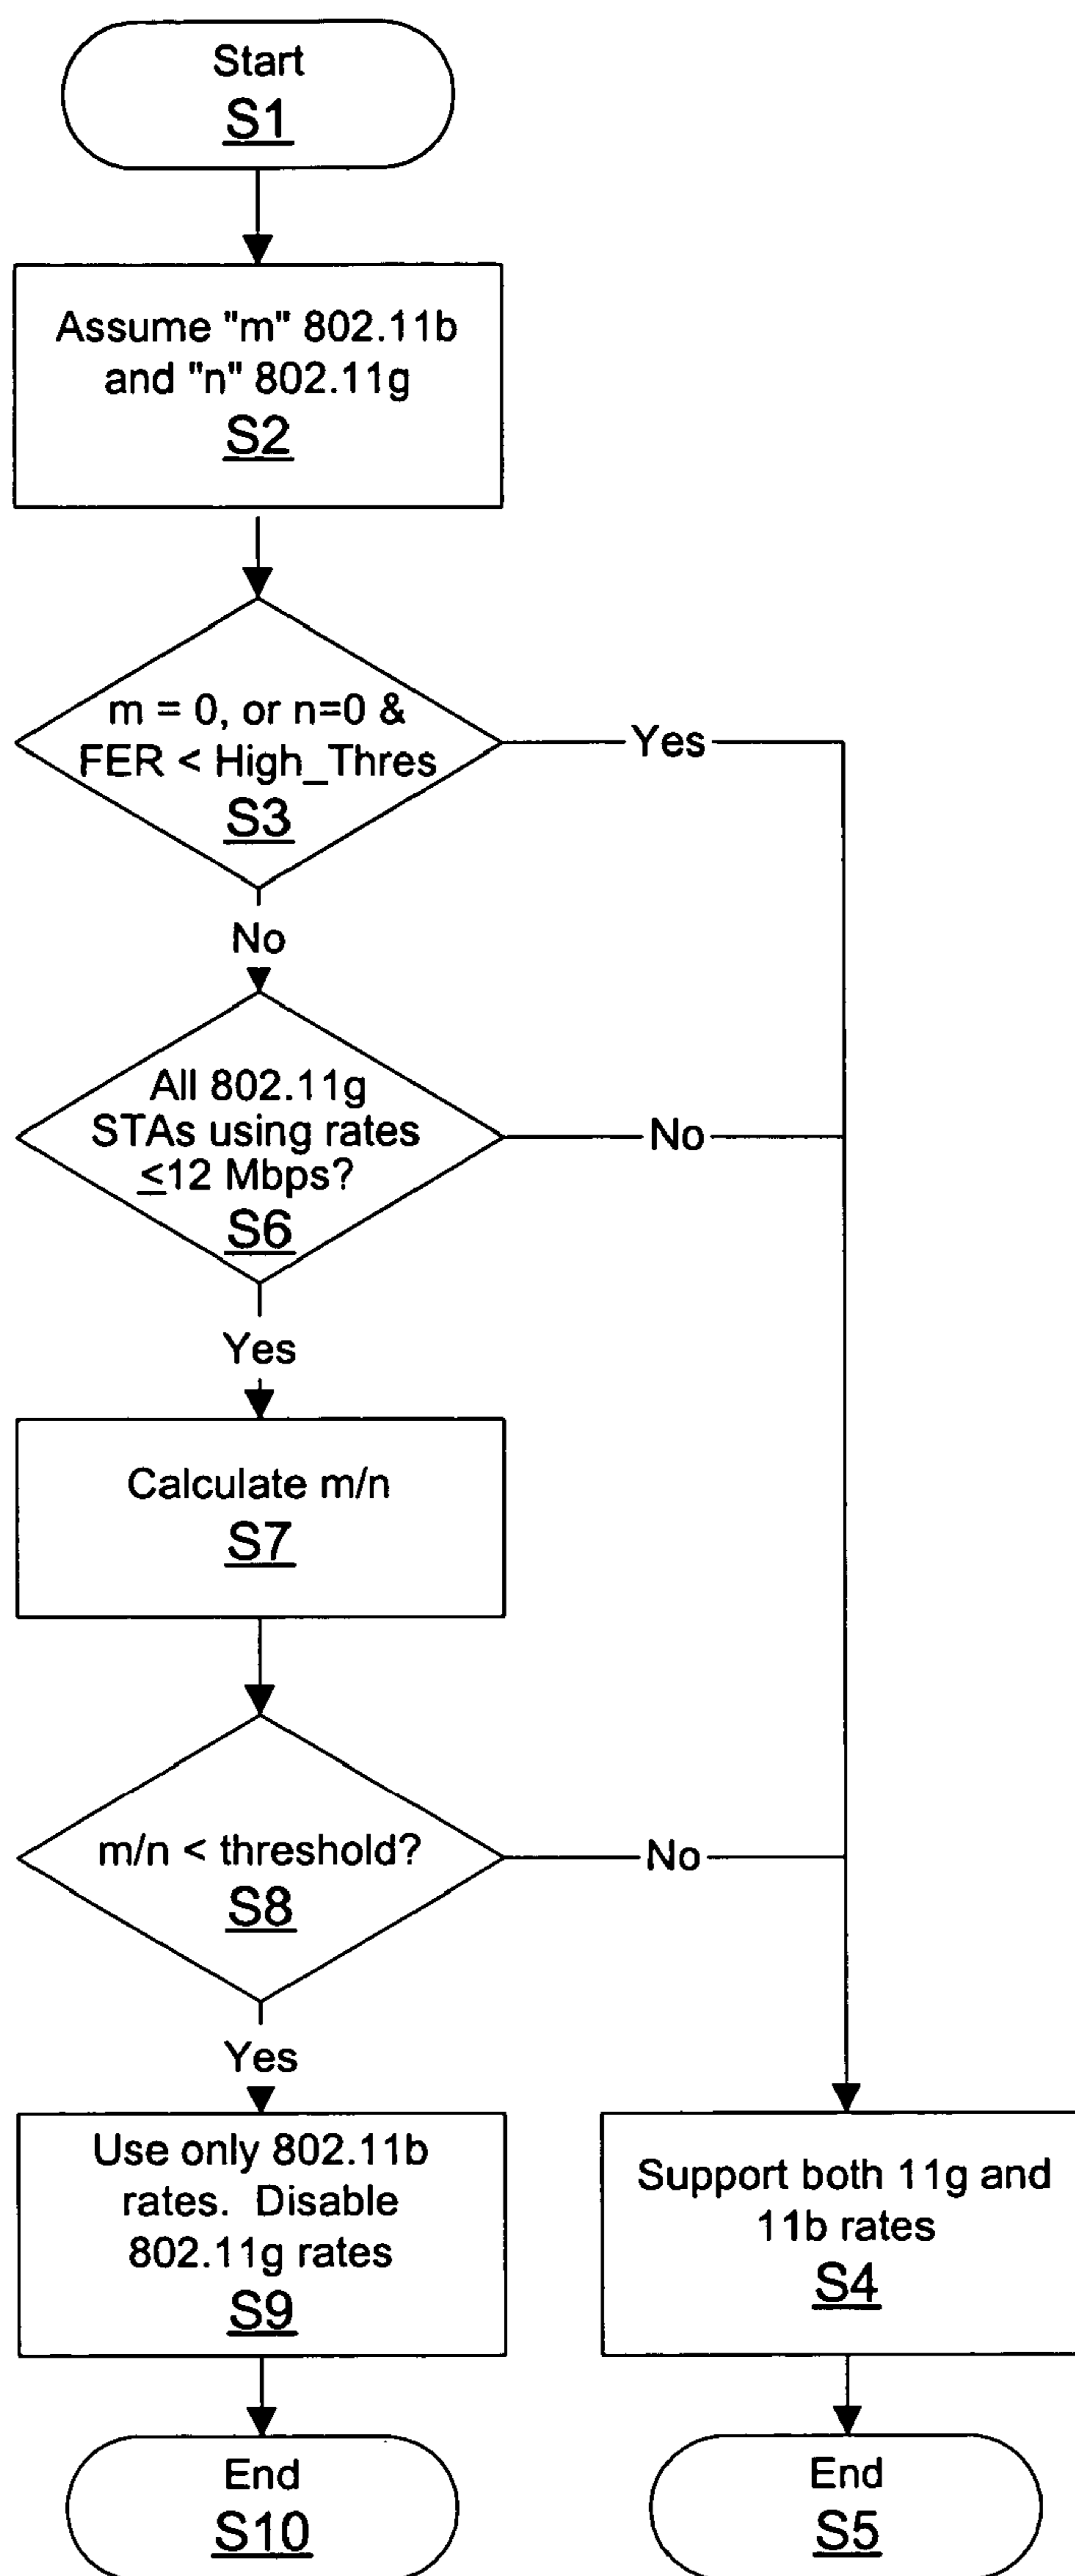 Start
S1
Assume "m" 802.11b
and "n" 802.11g
S2
m = 0, or n=0 &
FER < High_Thres
S3
Yes
No
All 802.11g
STAs using rates
≤12 Mbps?
S6
No
Yes
Calculate m/n
S7
m/n < threshold?
S8
No
Yes
Use only 802.11b
rates. Disable
802.11g rates
S9
Support both 11g and
11b rates
S4
End
S10
End
S5